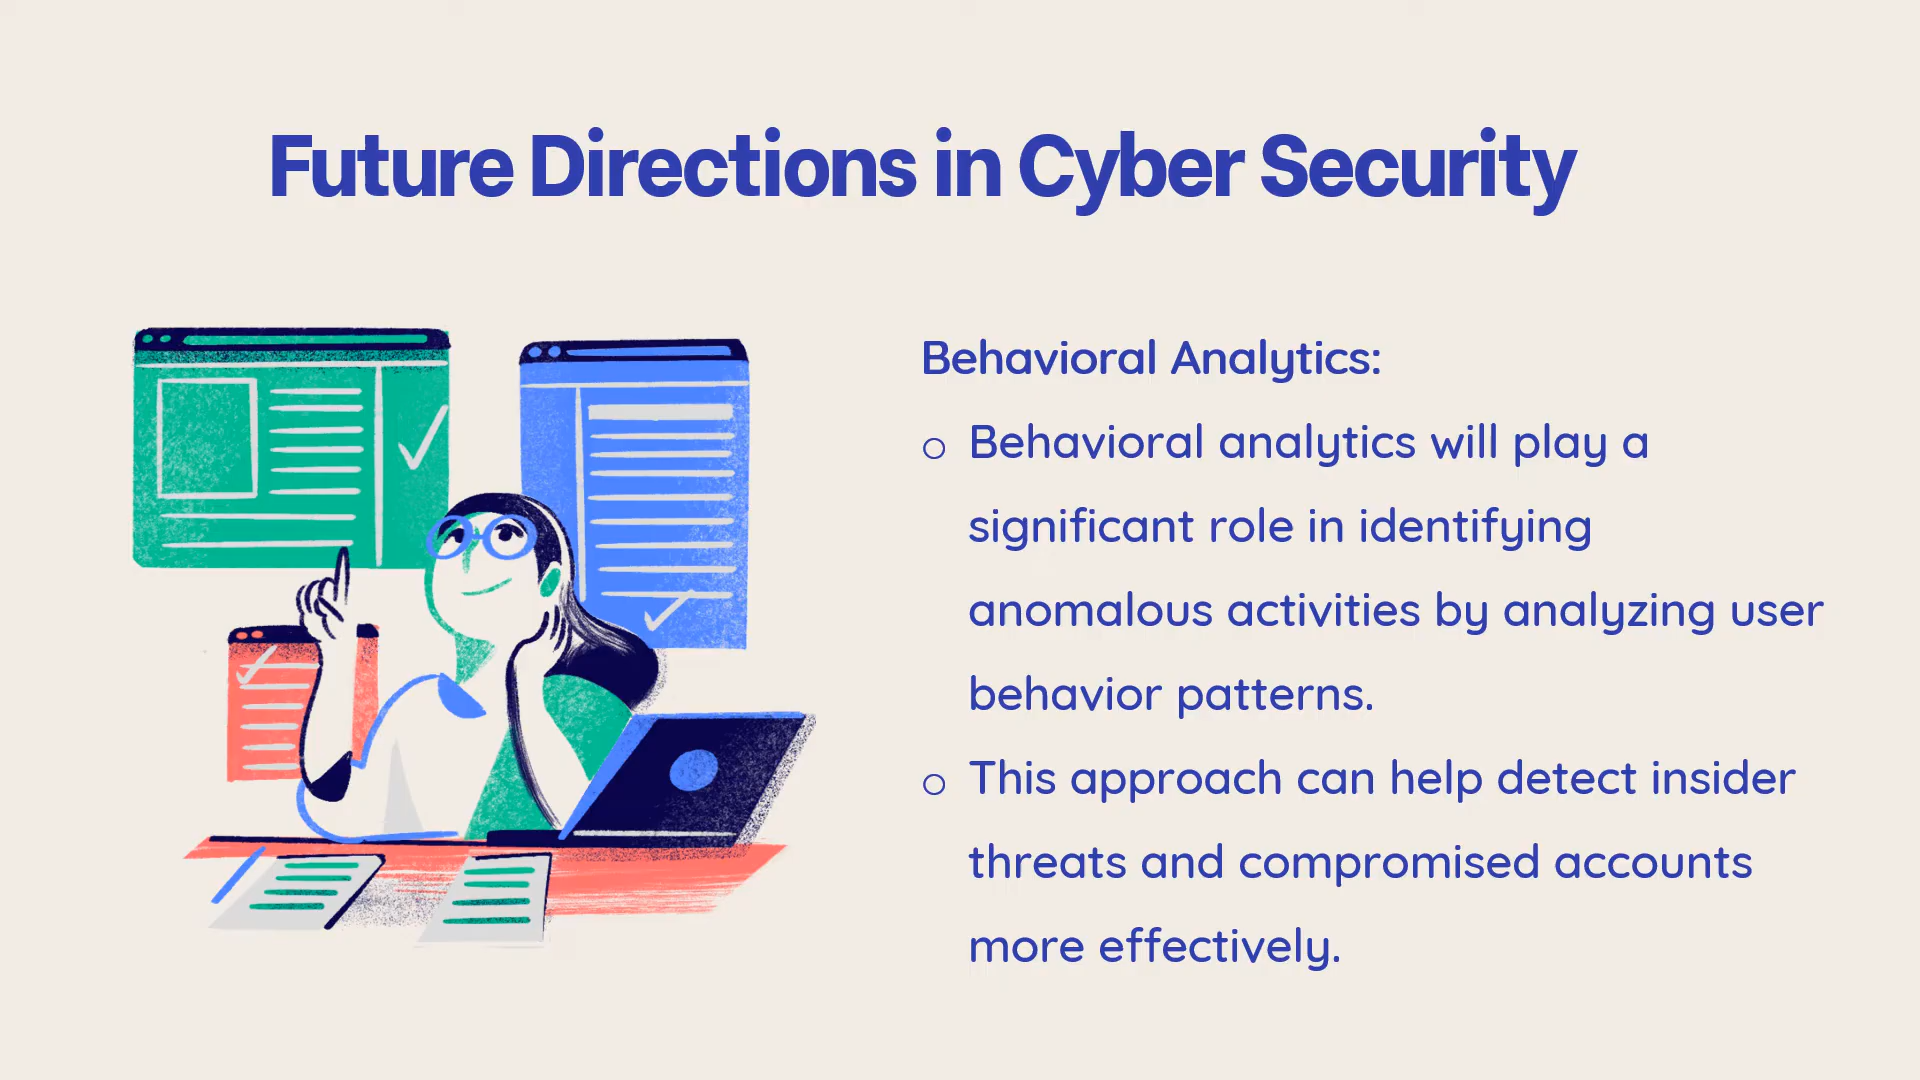 Future Directions in Cyber Security
Behavioral Analytics:
○ Behavioral analytics will play a
significant role in identifying
anomalous activities by analyzing user
behavior patterns.
○ This approach can help detect insider
threats and compromised accounts
more effectively.